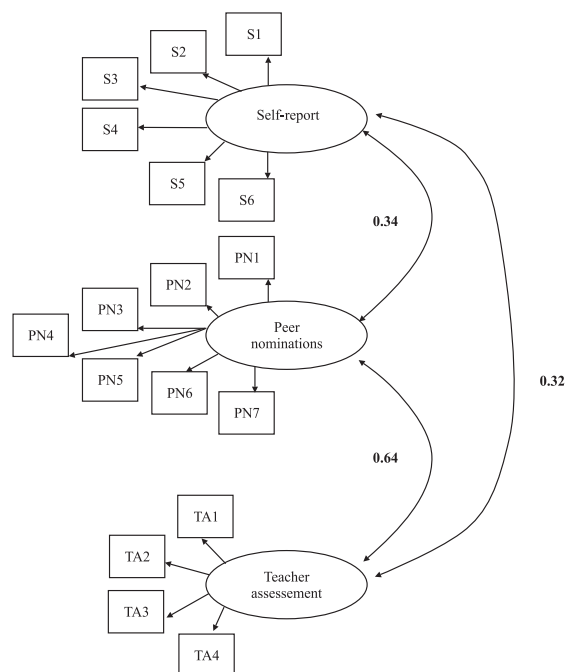 S1
S2
S3
Self-report
S4
S5
S6
0.34
PN1
PN2
PN3
PN4
Peer
nominations
PN5
PN6
PN7
0.32
0.64
TA1
TA2
Teacher
assessement
TA3
TA4